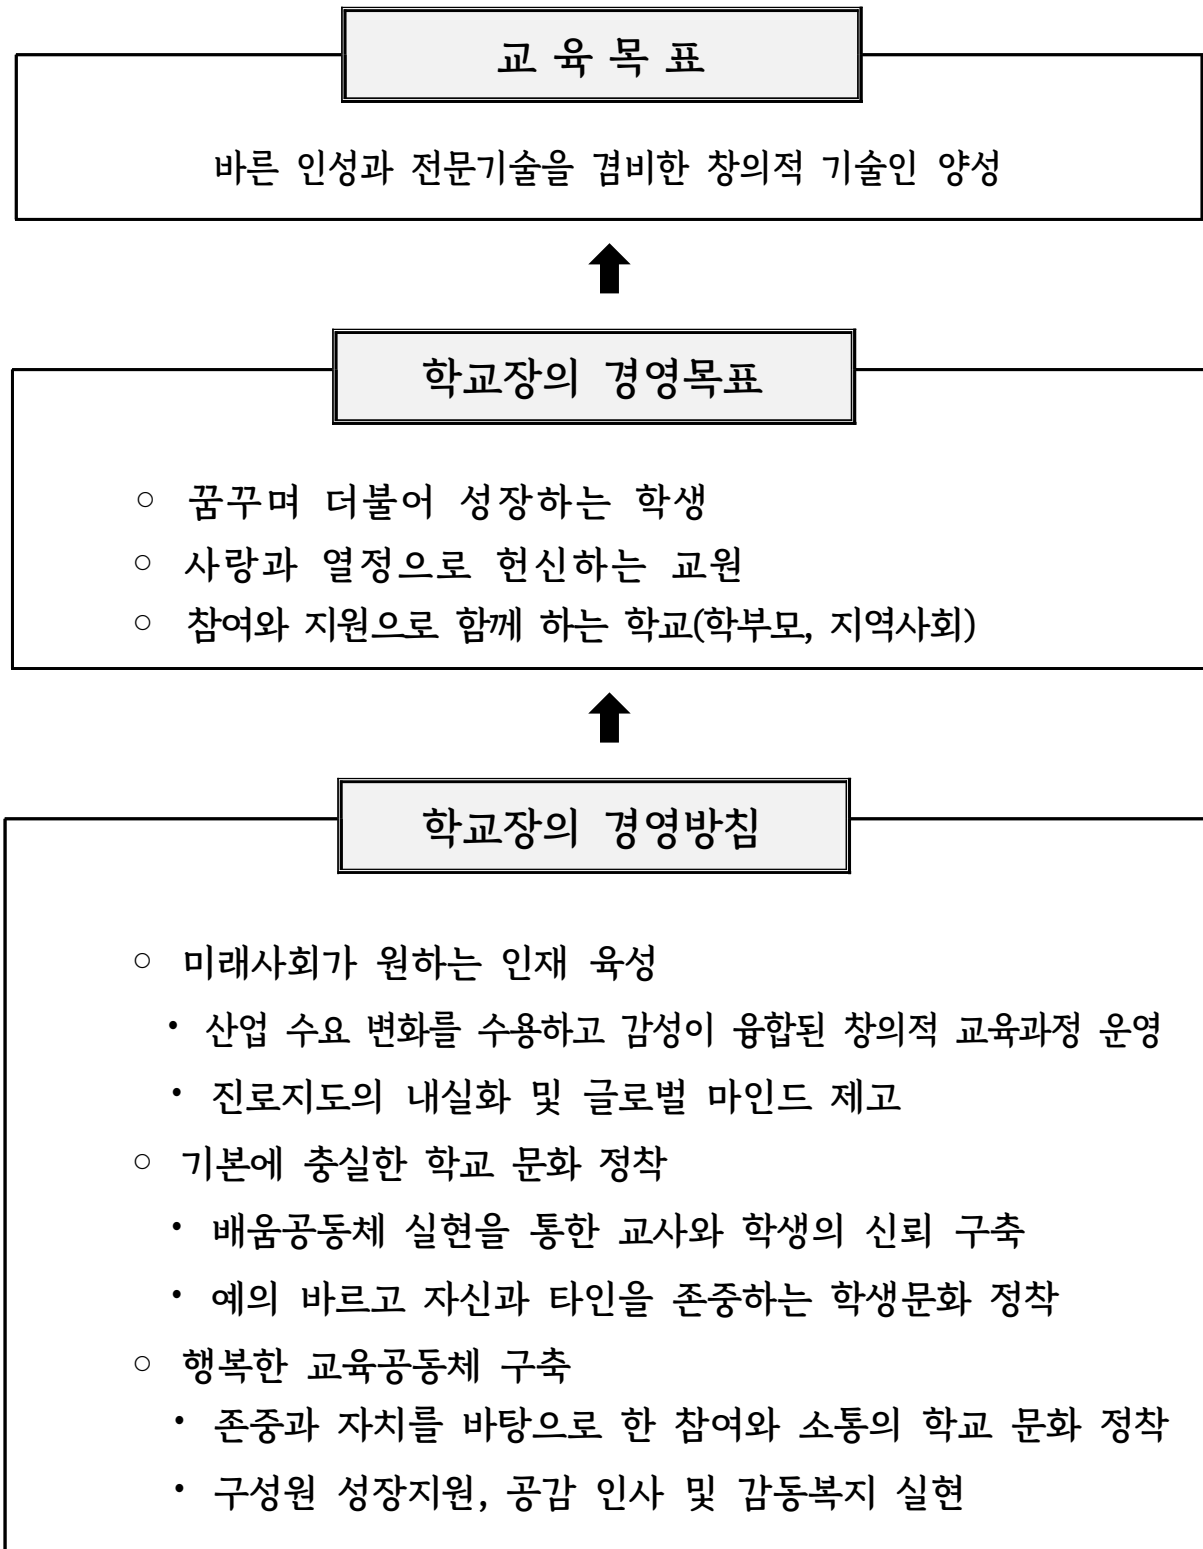 교 육 목 표
바른 인성과 전문기술을 겸비한 창의적 기술인 양성
학교장의 경영목표
○ 꿈꾸며 더불어 성장하는 학생
○ 사랑과 열정으로 헌신하는 교원
○ 참여와 지원으로 함께 하는 학교(학부모, 지역사회)
학교장의 경영방침
○ 미래사회가 원하는 인재 육성
・ 산업 수요 변화를 수용하고 감성이 융합된 창의적 교육과정 운영
・ 진로지도의 내실화 및 글로벌 마인드 제고
○ 기본에 충실한 학교 문화 정착
・ 배움공동체 실현을 통한 교사와 학생의 신뢰 구축
・ 예의 바르고 자신과 타인을 존중하는 학생문화 정착
○ 행복한 교육공동체 구축
・ 존중과 자치를 바탕으로 한 참여와 소통의 학교 문화 정착
・ 구성원 성장지원, 공감 인사 및 감동복지 실현